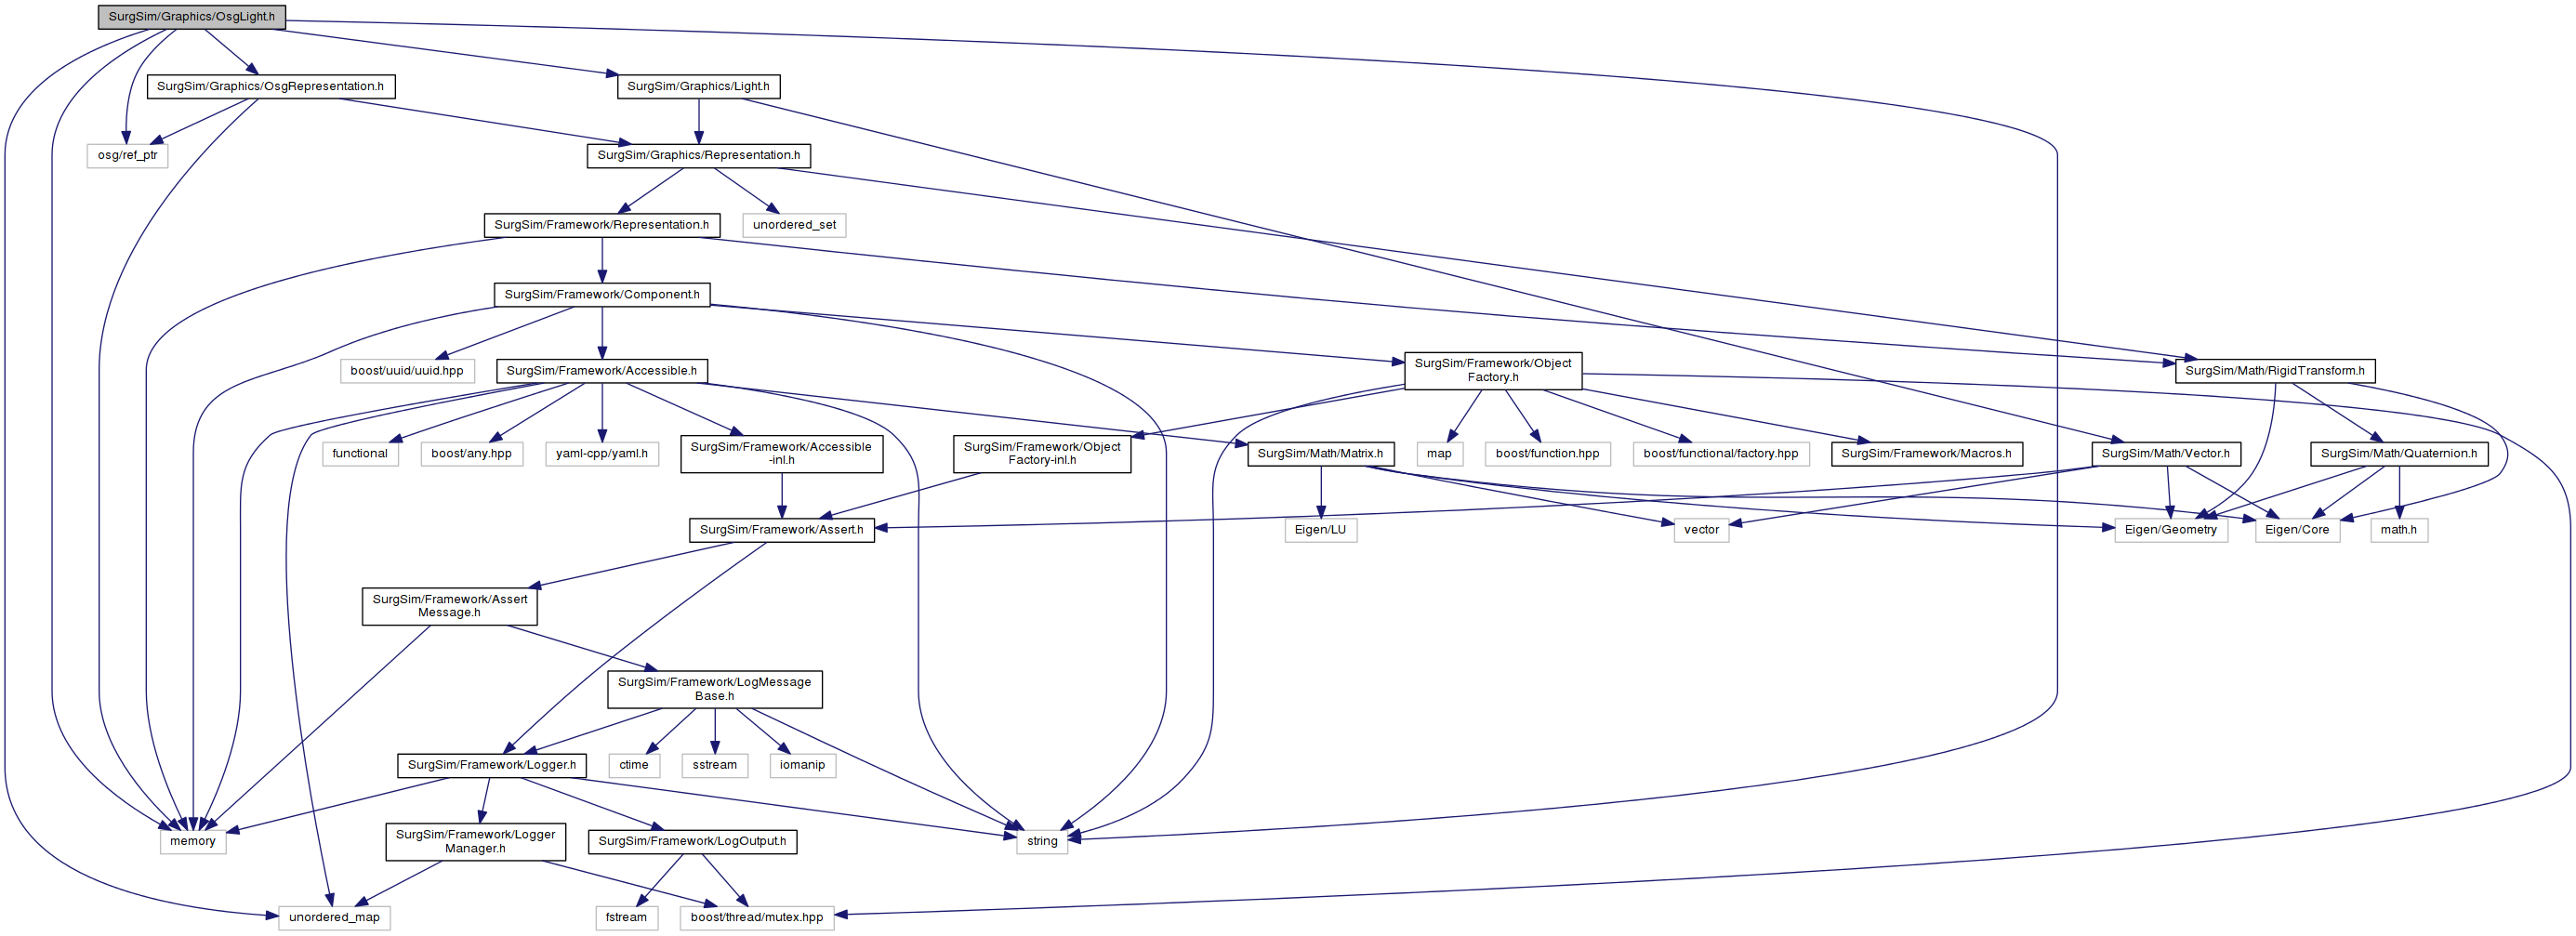 SurgSim/Graphics/OsgLight.h
SurgSim/Graphics/OsgRepresentation.h
SurgSim/Graphics/Light.h
osg/ref_ptr
SurgSim/Graphics/Representation.h
SurgSim/Framework/Representation.h
unordered_set
SurgSim/Framework/Component.h
boost/uuid/uuid.hpp
SurgSim/Framework/Accessible.h
SurgSim/Framework/Object
Factory.h
SurgSim/Math/RigidTransform.h
functional
boost/any.hpp
yaml-cpp/yaml.h
SurgSim/Framework/Accessible
-inl.h
SurgSim/Framework/Object
Factory-inl.h
SurgSim/Math/Matrix.h
map
boost/function.hpp
boost/functional/factory.hpp
SurgSim/Framework/Macros.h
SurgSim/Math/Vector.h
SurgSim/Math/Quaternion.h
SurgSim/Framework/Assert.h
Eigen/LU
vector
Eigen/Geometry
Eigen/Core
math.h
SurgSim/Framework/Assert
Message.h
SurgSim/Framework/LogMessage
Base.h
SurgSim/Framework/Logger.h
ctime
sstream
iomanip
memory
SurgSim/Framework/Logger
Manager.h
SurgSim/Framework/LogOutput.h
string
unordered_map
fstream
boost/thread/mutex.hpp